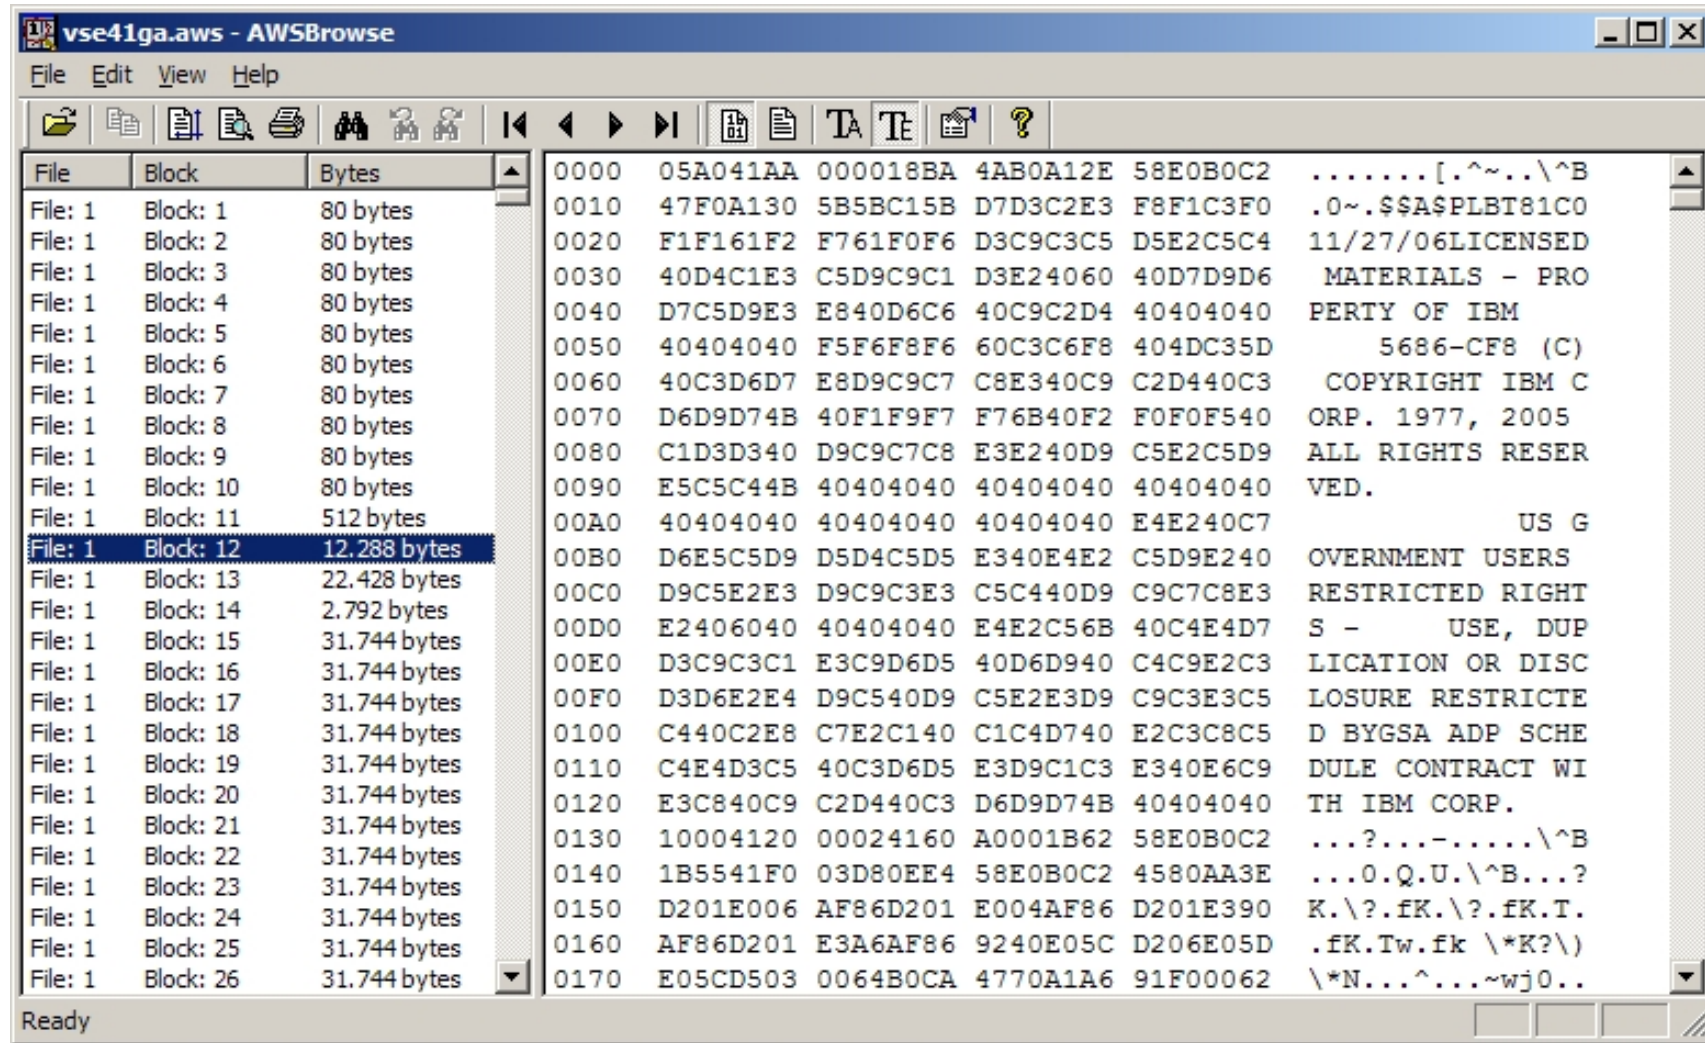 vse41ga.aws - AWSBrowse
File Edit View Help
File Block Bytes
File: 1 Block: 1 80 bytes
File: 1 Block: 2 80 bytes
File: 1 Block: 3 80 bytes
File: 1 Block: 4 80 bytes
File: 1 Block: 5 80 bytes
File: 1 Block: 6 80 bytes
File: 1 Block: 7 80 bytes
File: 1 Block: 8 80 bytes
File: 1 Block: 9 80 bytes
File: 1 Block: 10 80 bytes
File: 1 Block: 11 512 bytes
File: 1 Block: 12 12.288 bytes
File: 1 Block: 13 22.428 bytes
File: 1 Block: 14 2.792 bytes
File: 1 Block: 15 31.744 bytes
File: 1 Block: 16 31.744 bytes
File: 1 Block: 17 31.744 bytes
File: 1 Block: 18 31.744 bytes
File: 1 Block: 19 31.744 bytes
File: 1 Block: 20 31.744 bytes
File: 1 Block: 21 31.744 bytes
File: 1 Block: 22 31.744 bytes
File: 1 Block: 23 31.744 bytes
File: 1 Block: 24 31.744 bytes
File: 1 Block: 25 31.744 bytes
File: 1 Block: 26 31.744 bytes
0000 05A041AA 000018BA 4AB0A12E 58E0B0C2 .......[.^~..\^B
0010 47F0A130 5B5BC15B D7D3C2E3 F8F1C3F0 .0~.$$A$PLBT81C0
0020 F1F161F2 F761F0F6 D3C9C3C5 D5E2C5C4 11/27/06LICENSED
0030 40D4C1E3 C5D9C9C1 D3E24060 40D7D9D6 MATERIALS - PRO
0040 D7C5D9E3 E840D6C6 40C9C2D4 40404040 PERTY OF IBM
0050 40404040 F5F6F8F6 60C3C6F8 404DC35D 5686-CF8 (C)
0060 40C3D6D7 E8D9C9C7 C8E340C9 C2D440C3 COPYRIGHT IBM C
0070 D6D9D74B 40F1F9F7 F76B40F2 F0F0F540 ORP. 1977, 2005
0080 C1D3D340 D9C9C7C8 E3E240D9 C5E2C5D9 ALL RIGHTS RESER
0090 E5C5C44B 40404040 40404040 40404040 VED.
00A0 40404040 40404040 40404040 E4E240C7 US G
00B0 D6E5C5D9 D5D4C5D5 E340E4E2 C5D9E240 OVERNMENT USERS
00C0 D9C5E2E3 D9C9C3E3 C5C440D9 C9C7C8E3 RESTRICTED RIGHT
00D0 E2406040 40404040 E4E2C56B 40C4E4D7 S - USE, DUP
00E0 D3C9C3C1 E3C9D6D5 40D6D940 C4C9E2C3 LICATION OR DISC
00F0 D3D6E2E4 D9C540D9 C5E2E3D9 C9C3E3C5 LOSURE RESTRICTE
0100 C440C2E8 C7E2C140 C1C4D740 E2C3C8C5 D BYGSA ADP SCHE
0110 C4E4D3C5 40C3D6D5 E3D9C1C3 E340E6C9 DULE CONTRACT WI
0120 E3C840C9 C2D440C3 D6D9D74B 40404040 TH IBM CORP.
0130 10004120 00024160 A0001B62 58E0B0C2 ...?...-.....\^B
0140 1B5541F0 03D80EE4 58E0B0C2 4580AA3E ...0.Q.U.\^B...?
0150 D201E006 AF86D201 E004AF86 D201E390 K.\?.fK.\?.fK.T.
0160 AF86D201 E3A6AF86 9240E05C D206E05D .fK.Tw.fk \*K?\)
0170 E05CD503 0064B0CA 4770A1A6 91F00062 \*N...^...~wj0..
Ready